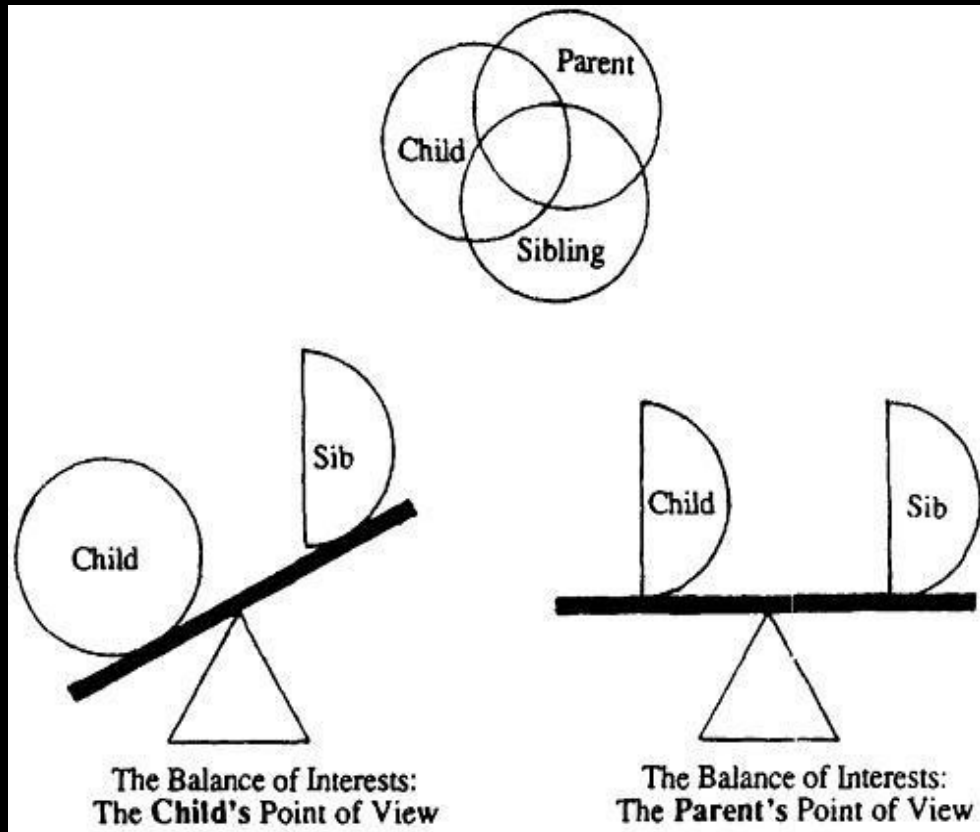 Parent
Child
Sibling
Sib
Child
Child
Sib
The Balance of Interests:
The Child's Point of View
The Balance of Interests:
The Parent's Point of View